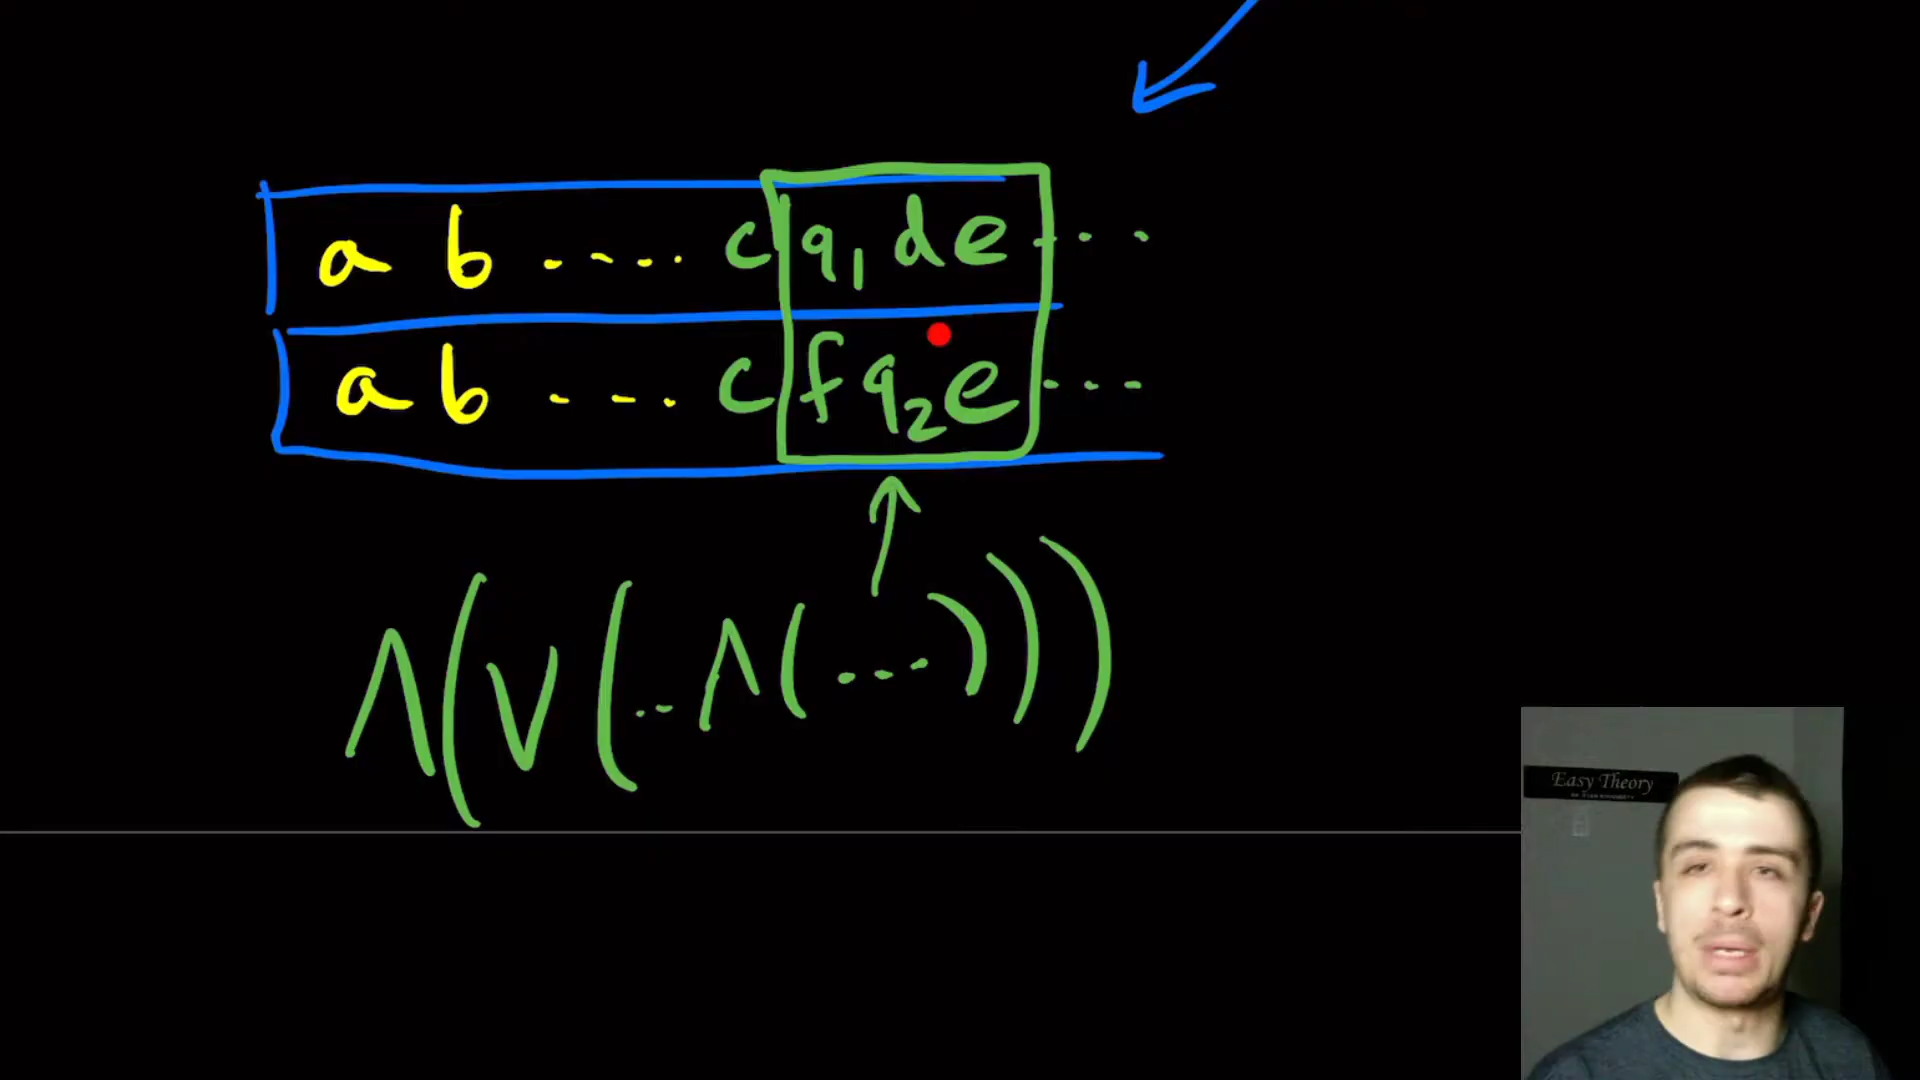 a b .... c q₁ d e ...
a b .... c f q₂ e ...
∧(∨(..∧(...)))
Easy Theory